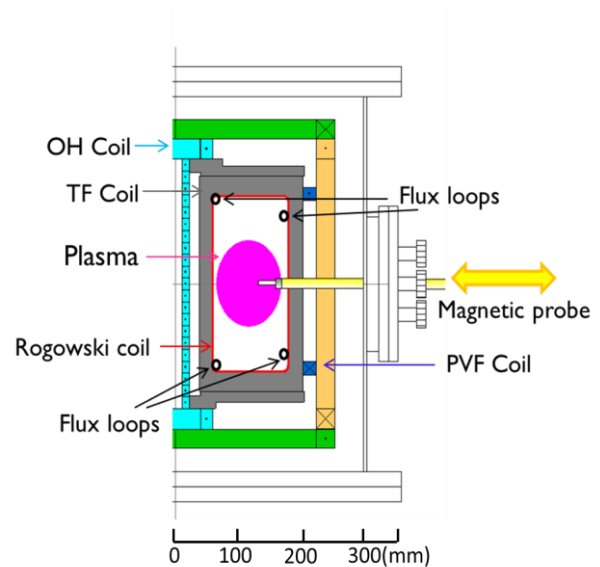 OH Coil
TF Coil
Flux loops
Plasma
Magnetic probe
Rogowski coil
PVF Coil
Flux loops
0 100 200 300(mm)